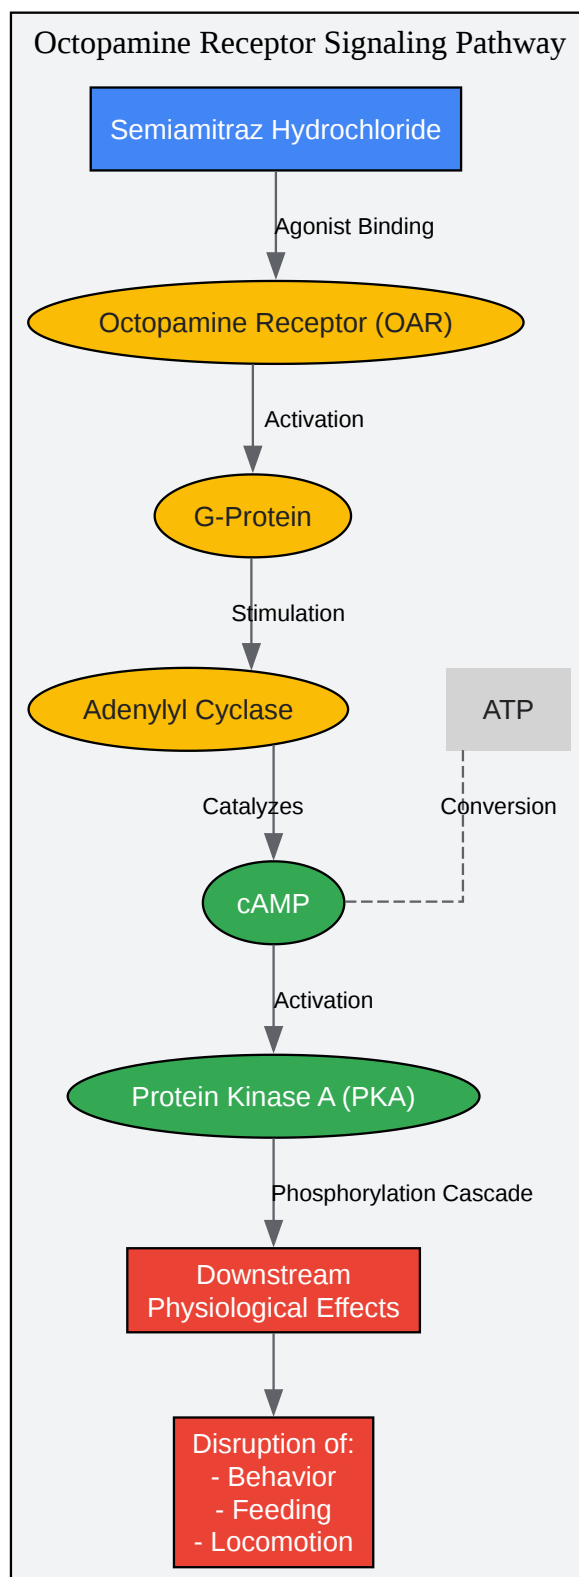 Octopamine Receptor Signaling Pathway
Semiamitraz Hydrochloride
Agonist Binding
Octopamine Receptor (OAR)
Activation
G-Protein
Stimulation
Adenylyl Cyclase
ATP
Catalyzes
Conversion
cAMP
Activation
Protein Kinase A (PKA)
Phosphorylation Cascade
Downstream
Physiological Effects
Disruption of:
- Behavior
- Feeding
- Locomotion